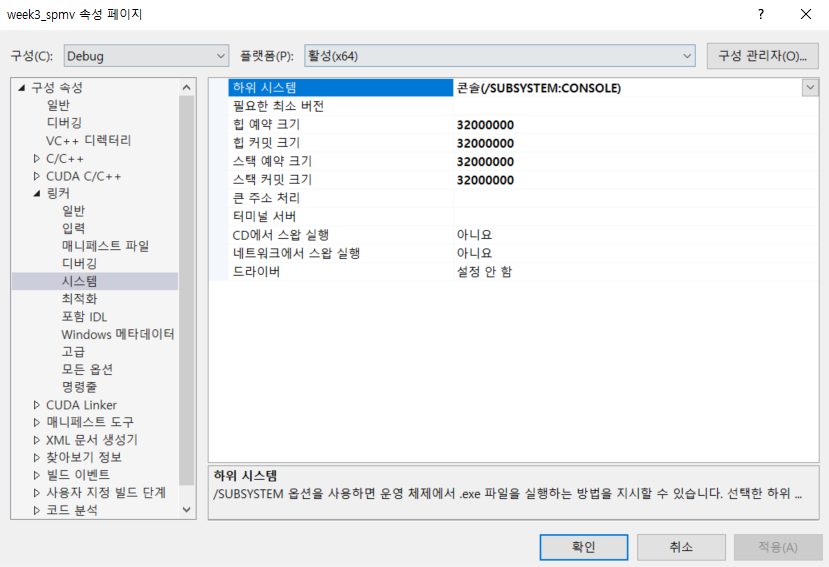 week3_spmv 속성 페이지
?
구성(C): Debug 플랫폼(P): 활성(x64) 구성 관리자(O)...
구성 속성
일반
디버깅
VC++ 디렉터리
C/C++
CUDA C/C++
링커
일반
입력
매니페스트 파일
디버깅
시스템
최적화
포함 IDL
Windows 메타데이터
고급
모든 옵션
명령줄
CUDA Linker
매니페스트 도구
XML 문서 생성기
찾아보기 정보
빌드 이벤트
사용자 지정 빌드 단계
코드 분석
하위 시스템 콘솔(/SUBSYSTEM:CONSOLE)
필요한 최소 버전
힙 예약 크기 32000000
힙 커밋 크기 32000000
스택 예약 크기 32000000
스택 커밋 크기 32000000
큰 주소 처리
터미널 서버
CD에서 스왑 실행 아니요
네트워크에서 스왑 실행 아니요
드라이버 설정 안 함
하위 시스템
/SUBSYSTEM 옵션을 사용하면 운영 체제에서 .exe 파일을 실행하는 방법을 지시할 수 있습니다. 선택한 하위 ...
확인 취소 적용(A)